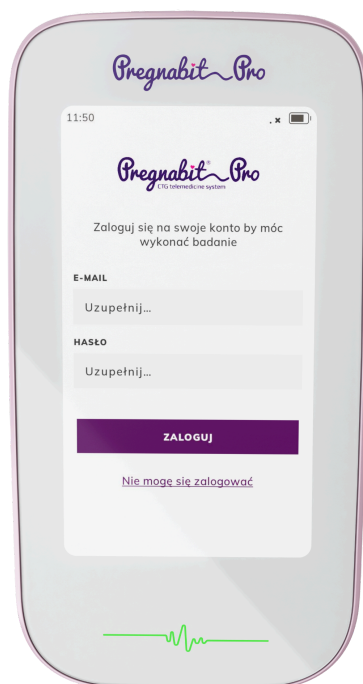 Pregnabit Pro
11:50
Pregnabit® Pro
CTG telemedicine system
Zaloguj się na swoje konto by móc
wykonać badanie
E-MAIL
Uzupełnij...
HASŁO
Uzupełnij...
ZALOGUJ
Nie mogę się zalogować